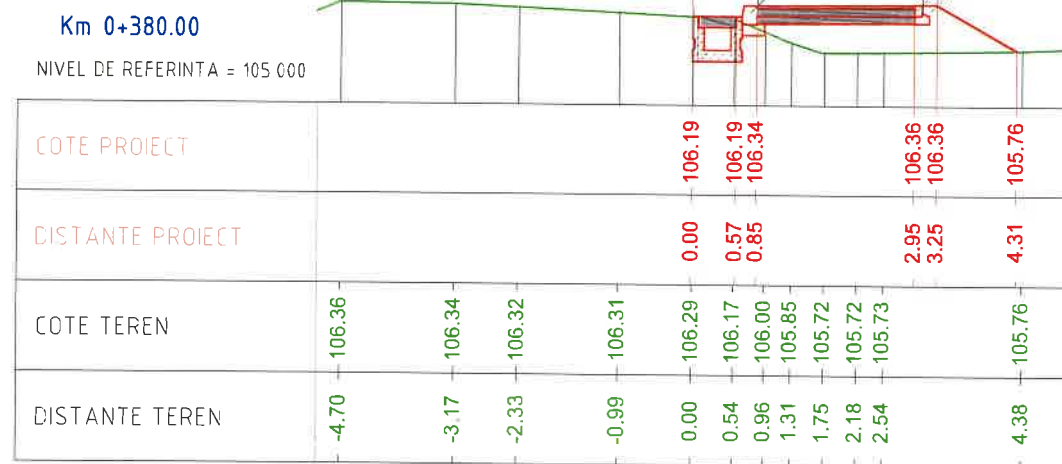 Km 0+380.00
NIVEL DE REFERINTA = 105 000
COTE PROIECT 106.19 106.19 106.34 106.36 106.36 105.76
DISTANTE PROIECT 0.00 0.57 0.85 2.95 3.25 4.31
COTE TEREN 106.36 106.34 106.32 106.31 106.29 106.17 106.00 105.85 105.72 105.72 105.73 105.76
DISTANTE TEREN -4.70 -3.17 -2.33 -0.99 0.00 0.54 0.96 1.31 1.75 2.18 2.54 4.38